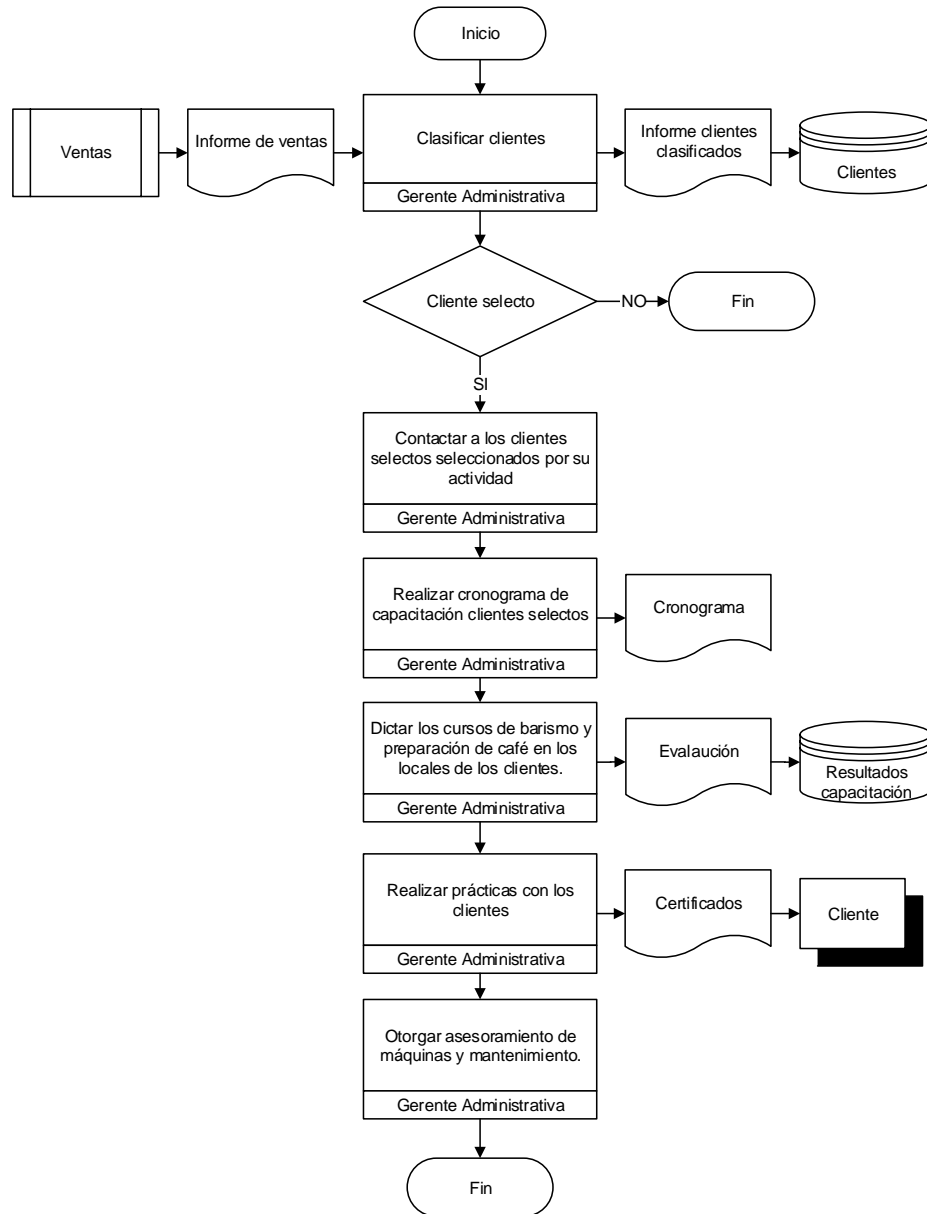 Inicio
Ventas
Informe de ventas
Clasificar clientes
Gerente Administrativa
Informe clientes
clasificados
Clientes
Cliente selecto
NO
Fin
SI
Contactar a los clientes
selectos seleccionados por su
actividad
Gerente Administrativa
Realizar cronograma de
capacitación clientes selectos
Gerente Administrativa
Cronograma
Dictar los cursos de barismo y
preparación de café en los
locales de los clientes.
Gerente Administrativa
Evalaución
Resultados
capacitación
Realizar prácticas con los
clientes
Gerente Administrativa
Certificados
Cliente
Otorgar asesoramiento de
máquinas y mantenimiento.
Gerente Administrativa
Fin